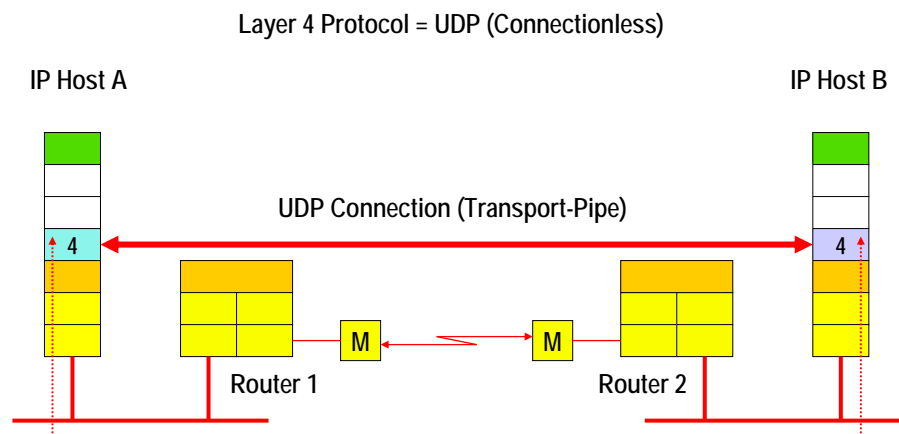 Layer 4 Protocol = UDP (Connectionless)
IP Host A
IP Host B
UDP Connection (Transport-Pipe)
4
4
M
M
Router 1
Router 2